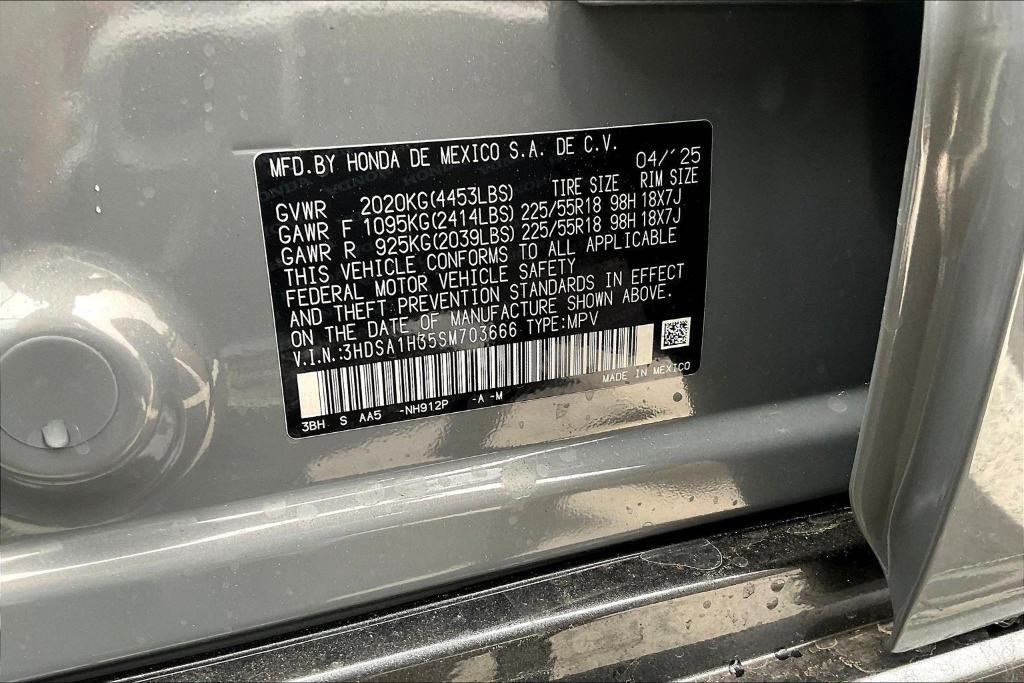 MFD.BY HONDA DE MEXICO S.A. DE C.V.
04/'25
TIRE SIZE RIM SIZE
GVWR 2020KG(4453LBS)
GAWR F 1095KG(2414LBS) 225/55R18 98H 18X7J
GAWR R 925KG(2039LBS) 225/55R18 98H 18X7J
THIS VEHICLE CONFORMS TO ALL APPLICABLE
FEDERAL MOTOR VEHICLE SAFETY
AND THEFT PREVENTION STANDARDS IN EFFECT
ON THE DATE OF MANUFACTURE SHOWN ABOVE.
V.I.N.:3HDSA1H35SM703666 TYPE:MPV
MADE IN MEXICO
3BH S AA5 -NH912P -A -M